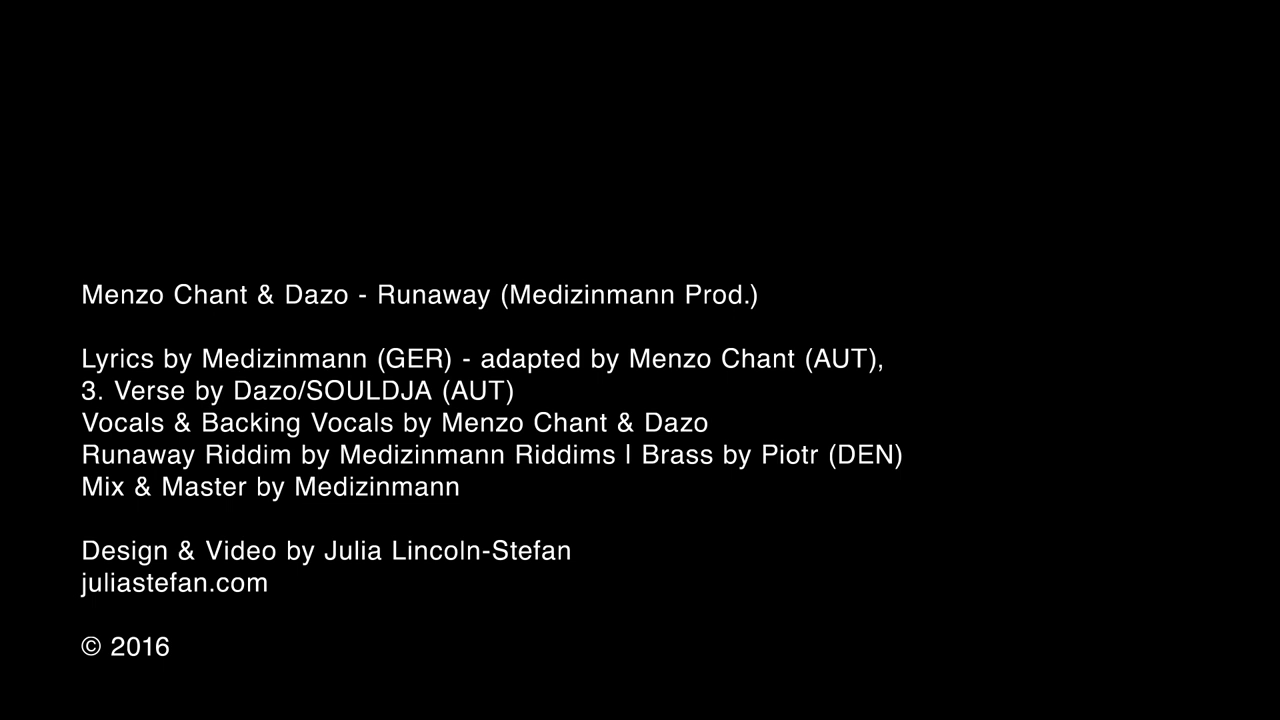 Menzo Chant & Dazo - Runaway (Medizinmann Prod.)
Lyrics by Medizinmann (GER) - adapted by Menzo Chant (AUT),
3. Verse by Dazo/SOULDJA (AUT)
Vocals & Backing Vocals by Menzo Chant & Dazo
Runaway Riddim by Medizinmann Riddims | Brass by Piotr (DEN)
Mix & Master by Medizinmann
Design & Video by Julia Lincoln-Stefan
juliastefan.com
© 2016